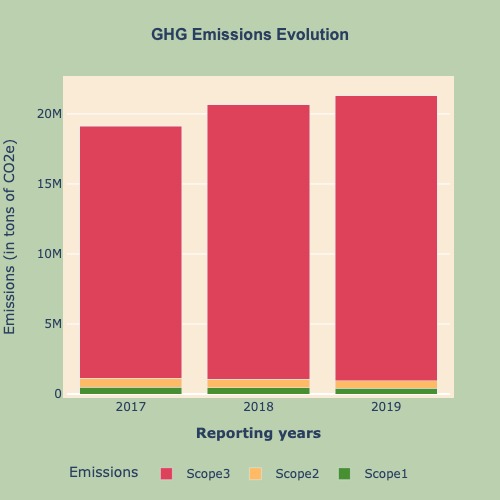 GHG Emissions Evolution
Emissions (in tons of CO2e)
20M
15M
10M
5M
0
2017 2018 2019
Reporting years
Emissions Scope3 Scope2 Scope1